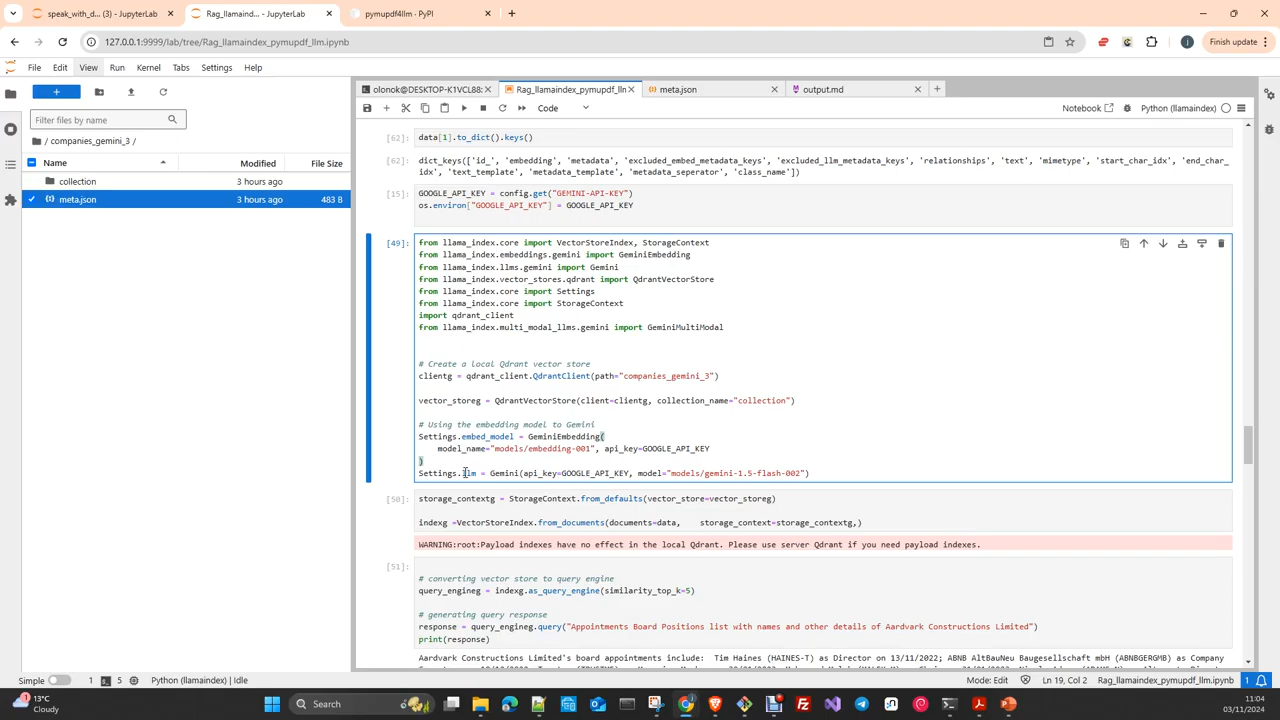 speak_with_d... (3) - JupyterLab
Rag_llamaind... - JupyterLab
pymupdf4llm · PyPI
127.0.0.1:9999/lab/tree/Rag_llamaindex_pymupdf_llm.ipynb
Finish update
File Edit View Run Kernel Tabs Settings Help
olonok@DESKTOP-K1VCL88:
Rag_llamaindex_pymupdf_llm
meta.json
output.md
Filter files by name
Code
Notebook
Python (llamaindex)
/ companies_gemini_3 /
Name Modified File Size
collection 3 hours ago
meta.json 3 hours ago 483 B
[62]: data[1].to_dict().keys()
[62]: dict_keys(['id_', 'embedding', 'metadata', 'excluded_embed_metadata_keys', 'excluded_llm_metadata_keys', 'relationships', 'text', 'mimetype', 'start_char_idx', 'end_char_
idx', 'text_template', 'metadata_template', 'metadata_seperator', 'class_name'])
[15]: GOOGLE_API_KEY = config.get("GEMINI-API-KEY")
os.environ["GOOGLE_API_KEY"] = GOOGLE_API_KEY
[49]: from llama_index.core import VectorStoreIndex, StorageContext
from llama_index.embeddings.gemini import GeminiEmbedding
from llama_index.llms.gemini import Gemini
from llama_index.vector_stores.qdrant import QdrantVectorStore
from llama_index.core import Settings
from llama_index.core import StorageContext
import qdrant_client
from llama_index.multi_modal_llms.gemini import GeminiMultiModal
# Create a local Qdrant vector store
clientg = qdrant_client.QdrantClient(path="companies_gemini_3")
vector_storeg = QdrantVectorStore(client=clientg, collection_name="collection")
# Using the embedding model to Gemini
Settings.embed_model = GeminiEmbedding(
model_name="models/embedding-001", api_key=GOOGLE_API_KEY
)
Settings.llm = Gemini(api_key=GOOGLE_API_KEY, model="models/gemini-1.5-flash-002")
[50]: storage_contextg = StorageContext.from_defaults(vector_store=vector_storeg)
indexg =VectorStoreIndex.from_documents(documents=data, storage_context=storage_contextg,)
WARNING:root:Payload indexes have no effect in the local Qdrant. Please use server Qdrant if you need payload indexes.
[51]:
# converting vector store to query engine
query_engineg = indexg.as_query_engine(similarity_top_k=5)
# generating query response
response = query_engineg.query("Appointments Board Positions list with names and other details of Aardvark Constructions Limited")
print(response)
Aardvark Constructions Limited's board appointments include: Tim Haines (HAINES-T) as Director on 13/11/2022; ABNB AltBauNeu Baugesellschaft mbH (ABNBGERGMB) as Company
Simple 1 5 Python (llamaindex) | Idle
Mode: Edit Ln 19, Col 2 Rag_llamaindex_pymupdf_llm.ipynb 1
13°C
Cloudy
Search
11:04
03/11/2024